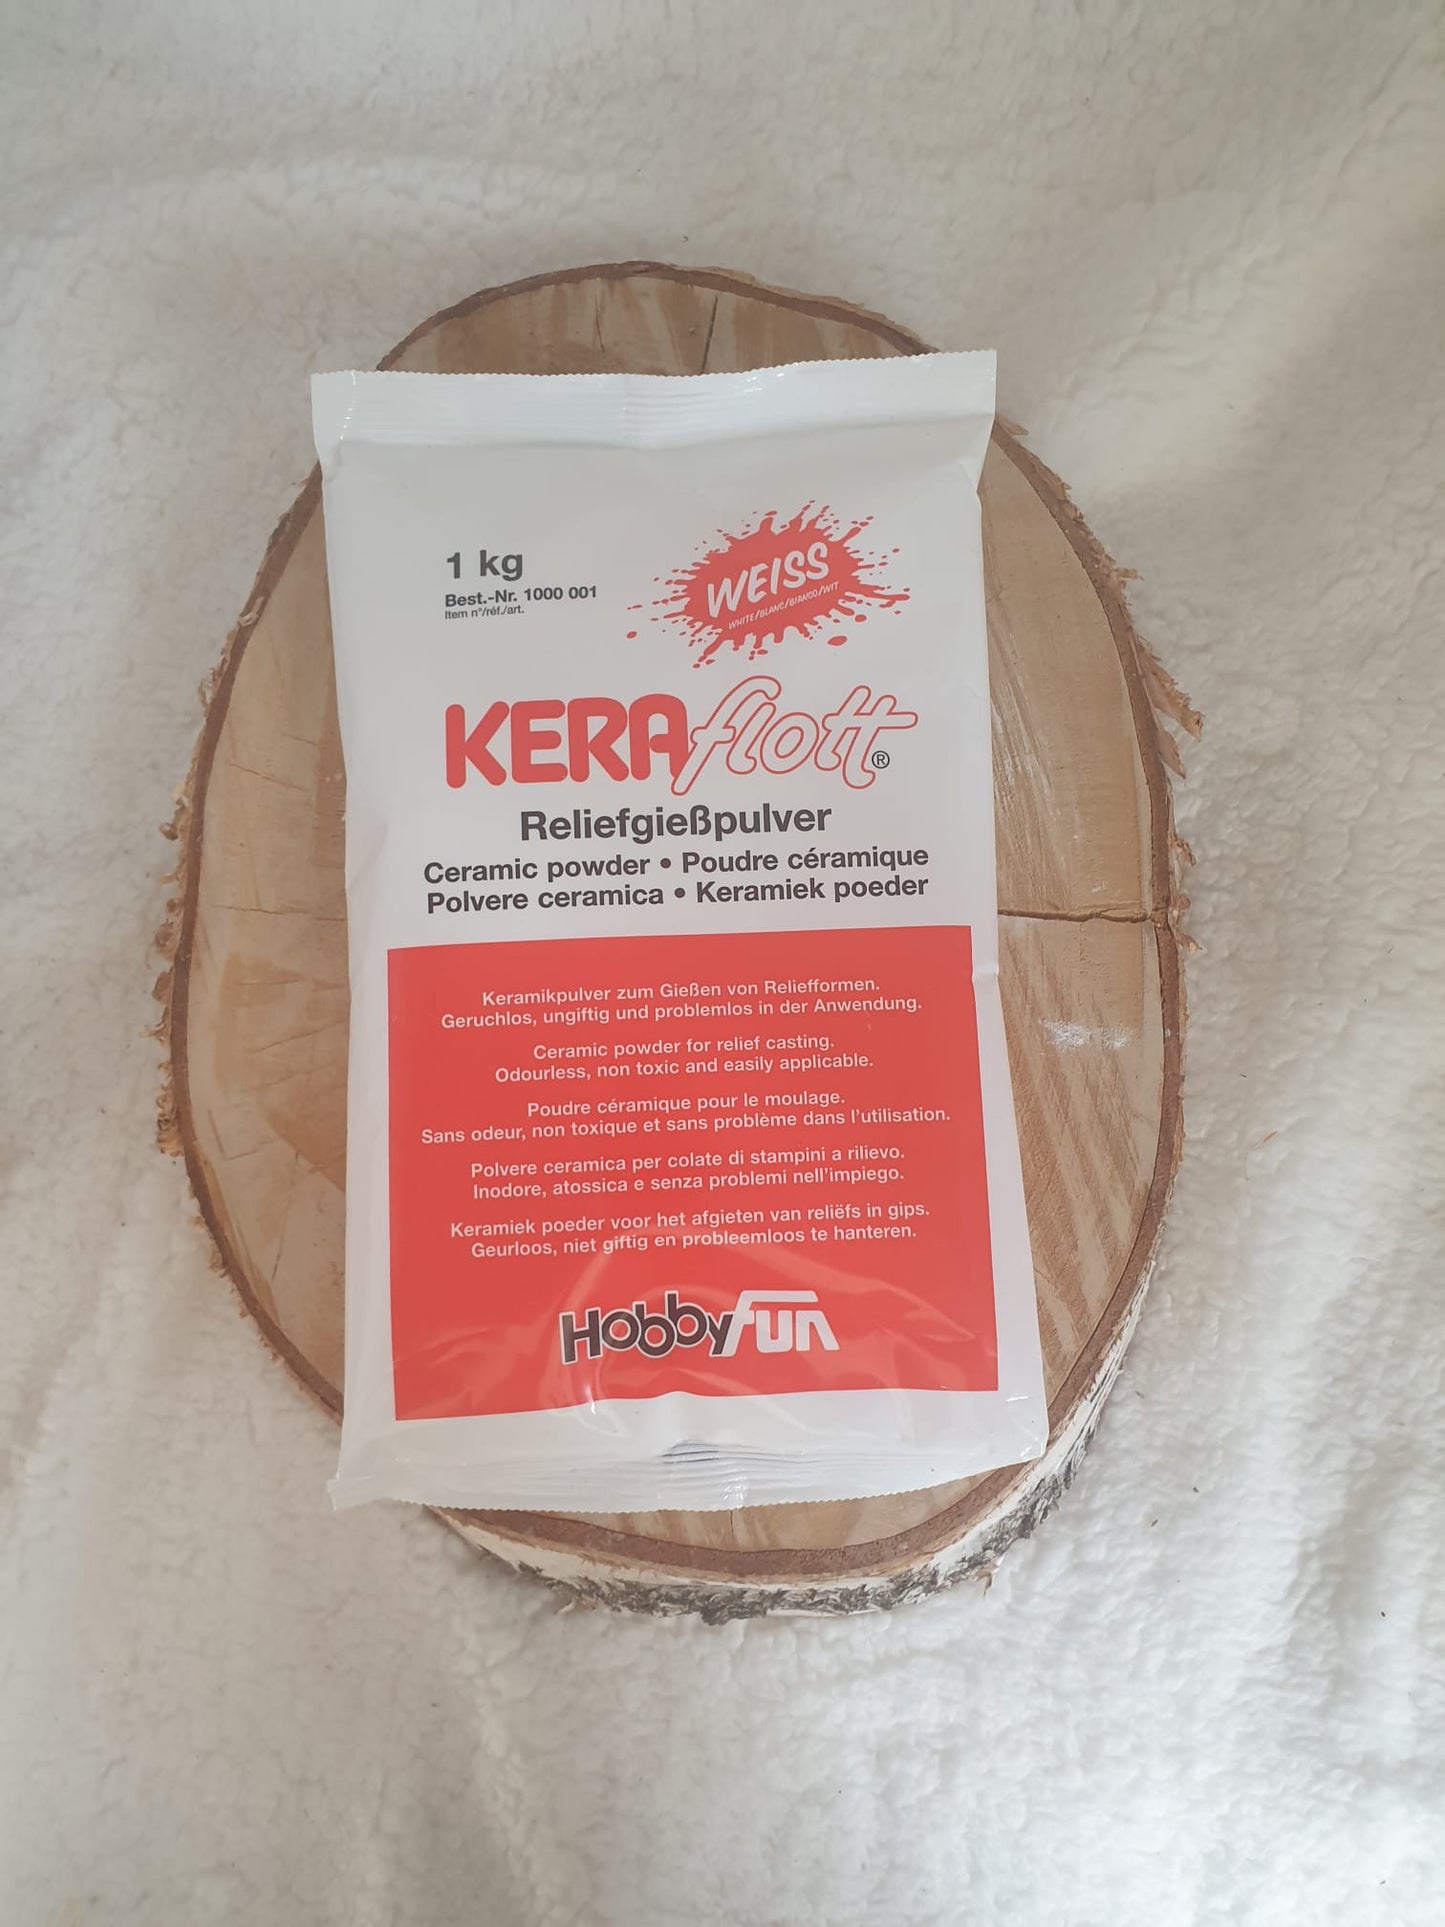 1 kg
Best.-Nr. 1000 001
Item n°/réf./art.
WEISS
WHITE/BLANC/BIANCO/WIT
KERAflott®
Reliefgießpulver
Ceramic powder • Poudre céramique
Polvere ceramica • Keramiek poeder
Keramikpulver zum Gießen von Reliefformen.
Geruchlos, ungiftig und problemlos in der Anwendung.
Ceramic powder for relief casting.
Odourless, non toxic and easily applicable.
Poudre céramique pour le moulage.
Sans odeur, non toxique et sans problème dans l'utilisation.
Polvere ceramica per colate di stampini a rilievo.
Inodore, atossica e senza problemi nell'impiego.
Keramiek poeder voor het afgieten van reliëfs in gips.
Geurloos, niet giftig en probleemloos te hanteren.
Hobbyfun